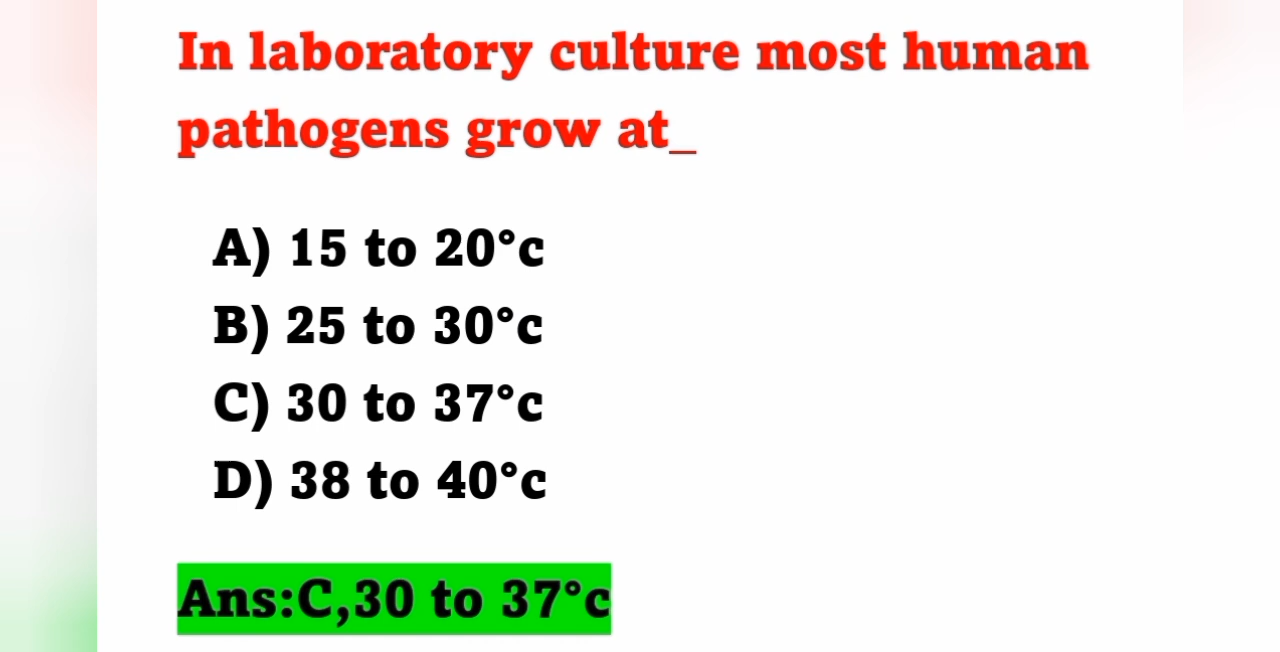 In laboratory culture most human
pathogens grow at_
A) 15 to 20°c
B) 25 to 30°c
C) 30 to 37°c
D) 38 to 40°c
Ans:C,30 to 37°c